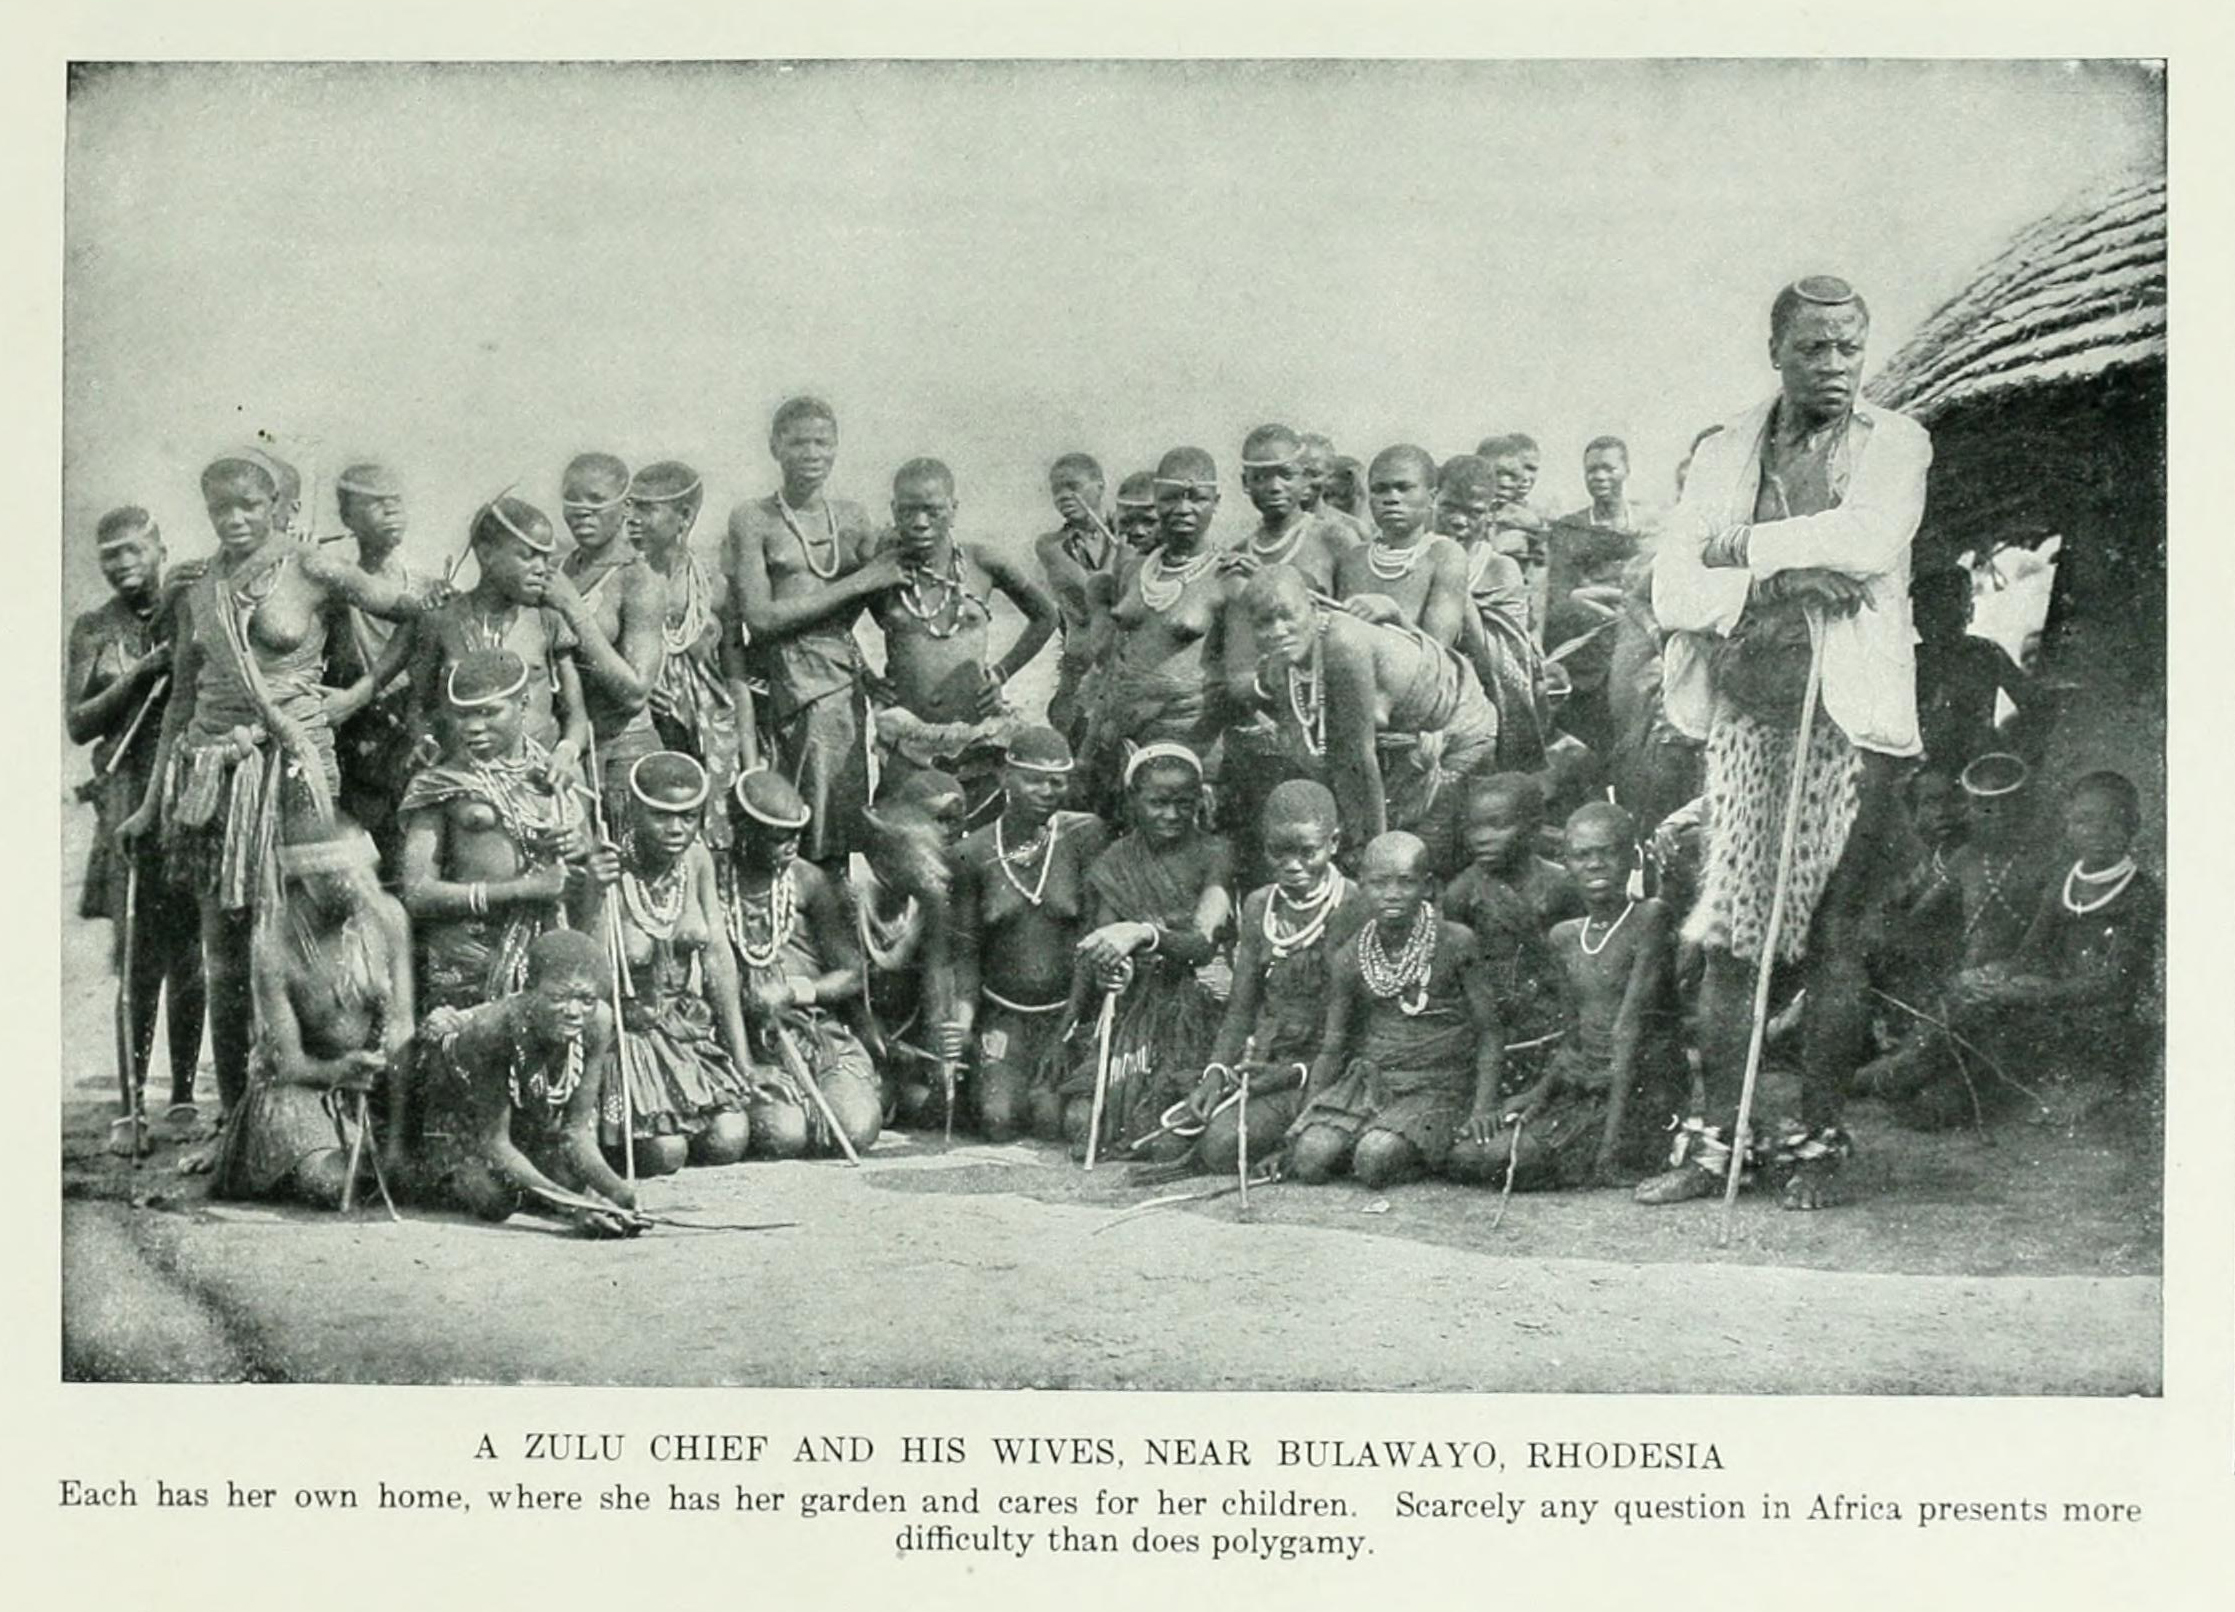 A ZULU CHIEF AND HIS WIVES, NEAR BULAWAYO, RHODESIA
Each has her own home, where she has her garden and cares for her children. Scarcely any question in Africa presents more
difficulty than does polygamy.